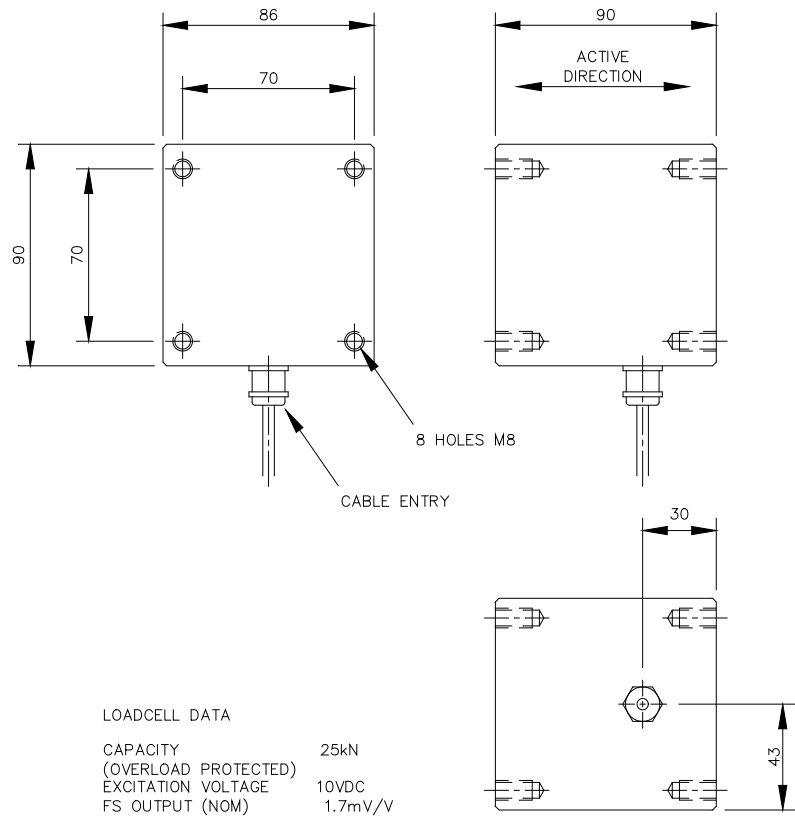 86
90
ACTIVE
DIRECTION
70
90
70
8 HOLES M8
CABLE ENTRY
30
43
LOADCELL DATA
CAPACITY 25kN
(OVERLOAD PROTECTED)
EXCITATION VOLTAGE 10VDC
FS OUTPUT (NOM) 1.7mV/V